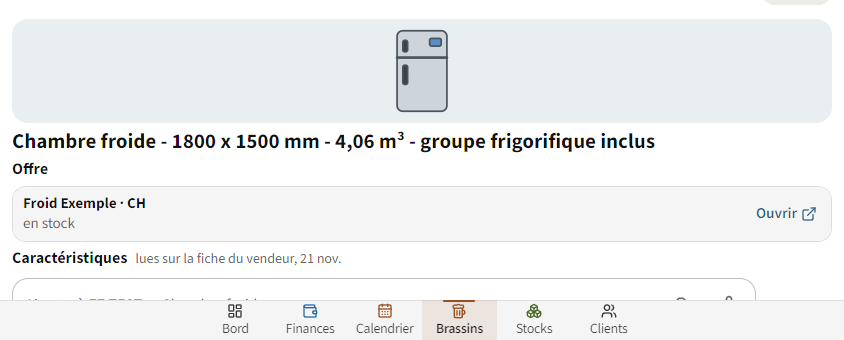 Chambre froide - 1800 x 1500 mm - 4,06 m³ - groupe frigorifique inclus
Offre
Froid Exemple · CH
en stock
Ouvrir
Caractéristiques lues sur la fiche du vendeur, 21 nov.
Bord
Finances
Calendrier
Brassins
Stocks
Clients